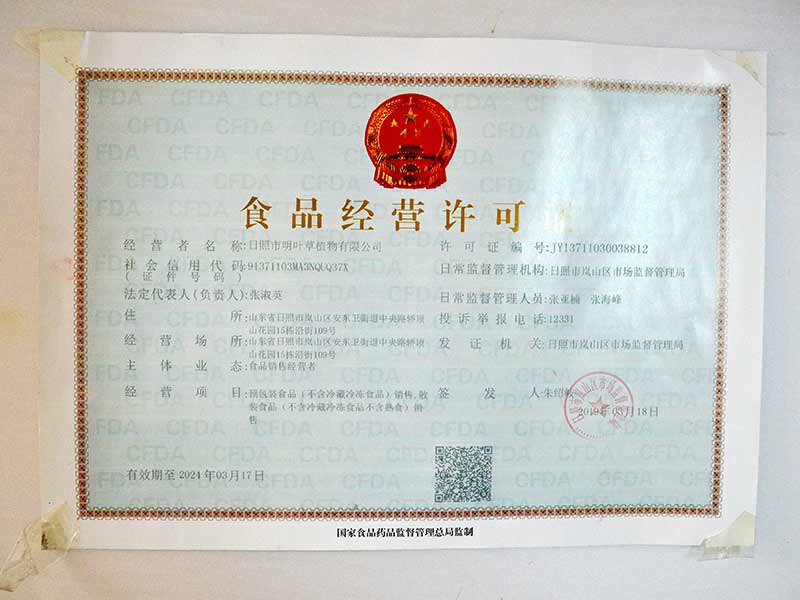 食品经营许可证
经营者名称:日照市明叶草植物有限公司
社会信用代码:91371103MA3NQUQ37X
(证件号码)
法定代表人(负责人):张淑英
住所:山东省日照市岚山区安东卫街道中央路轿顶
山花园15栋沿街109号
经营场所:山东省日照市岚山区安东卫街道中央路轿顶
山花园15栋沿街109号
主体业态:食品销售经营者
经营项目:预包装食品(不含冷藏冷冻食品)销售,散
装食品(不含冷藏冷冻食品不含熟食)销
售
有效期至 2024年03月17日
许可证编号:JY13711030038812
日常监督管理机构:日照市岚山区市场监督管理局
日常监督管理人员:张亚楠 张海峰
投诉举报电话:12331
发证机关:日照市岚山区市场监督管理局
签发人:朱绍
2019年03月18日
国家食品药品监督管理总局监制